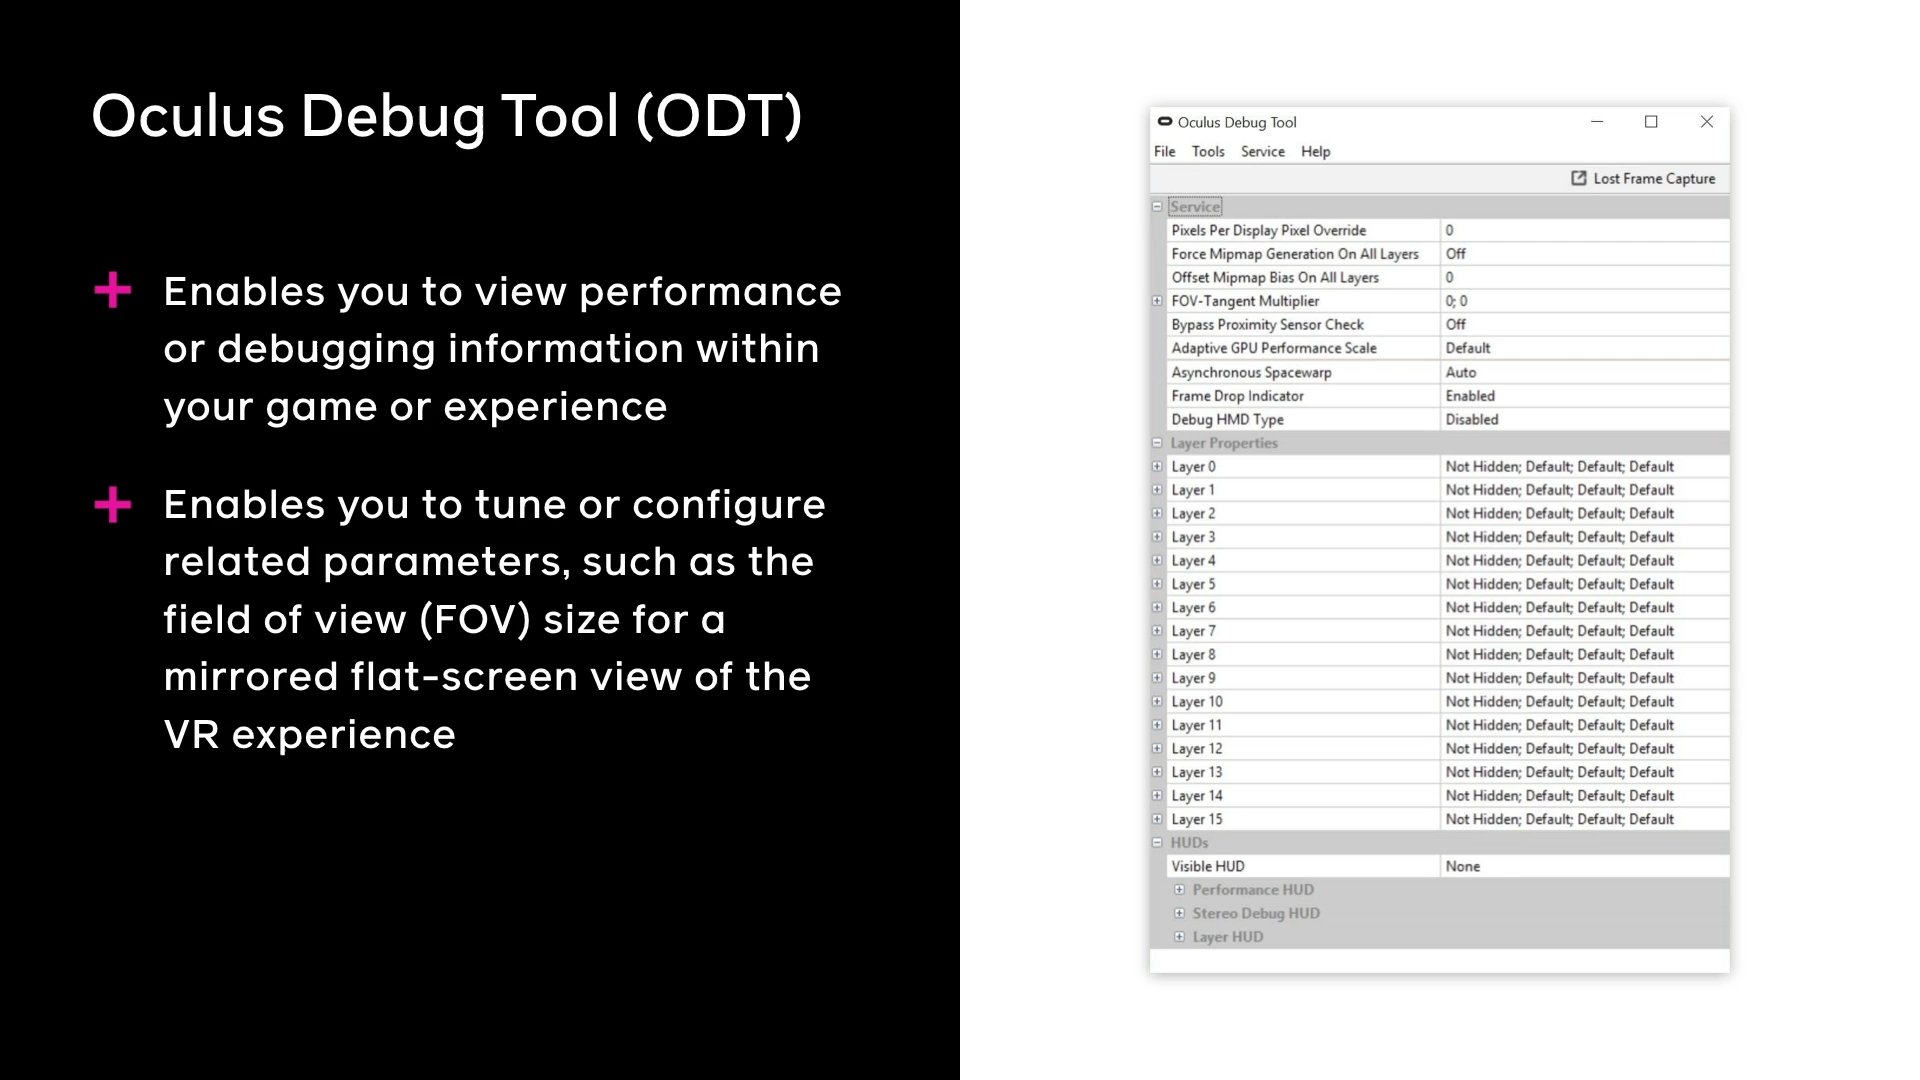 Oculus Debug Tool (ODT)
Enables you to view performance
or debugging information within
your game or experience
Enables you to tune or configure
related parameters, such as the
field of view (FOV) size for a
mirrored flat-screen view of the
VR experience
Oculus Debug Tool
File Tools Service Help
Lost Frame Capture
Service
Pixels Per Display Pixel Override 0
Force Mipmap Generation On All Layers Off
Offset Mipmap Bias On All Layers 0
FOV-Tangent Multiplier 0; 0
Bypass Proximity Sensor Check Off
Adaptive GPU Performance Scale Default
Asynchronous Spacewarp Auto
Frame Drop Indicator Enabled
Debug HMD Type Disabled
Layer Properties
Layer 0 Not Hidden; Default; Default; Default
Layer 1 Not Hidden; Default; Default; Default
Layer 2 Not Hidden; Default; Default; Default
Layer 3 Not Hidden; Default; Default; Default
Layer 4 Not Hidden; Default; Default; Default
Layer 5 Not Hidden; Default; Default; Default
Layer 6 Not Hidden; Default; Default; Default
Layer 7 Not Hidden; Default; Default; Default
Layer 8 Not Hidden; Default; Default; Default
Layer 9 Not Hidden; Default; Default; Default
Layer 10 Not Hidden; Default; Default; Default
Layer 11 Not Hidden; Default; Default; Default
Layer 12 Not Hidden; Default; Default; Default
Layer 13 Not Hidden; Default; Default; Default
Layer 14 Not Hidden; Default; Default; Default
Layer 15 Not Hidden; Default; Default; Default
HUDs
Visible HUD None
Performance HUD
Stereo Debug HUD
Layer HUD